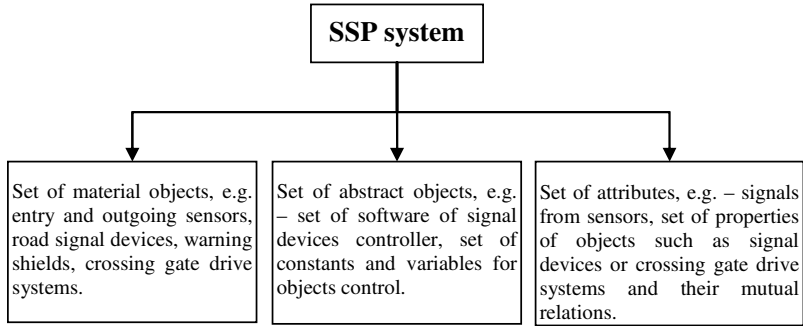 SSP system
Set of material objects, e.g.
entry and outgoing sensors,
road signal devices, warning
shields, crossing gate drive
systems.
Set of abstract objects, e.g.
– set of software of signal
devices controller, set of
constants and variables for
objects control.
Set of attributes, e.g. – signals
from sensors, set of properties
of objects such as signal
devices or crossing gate drive
systems and their mutual
relations.